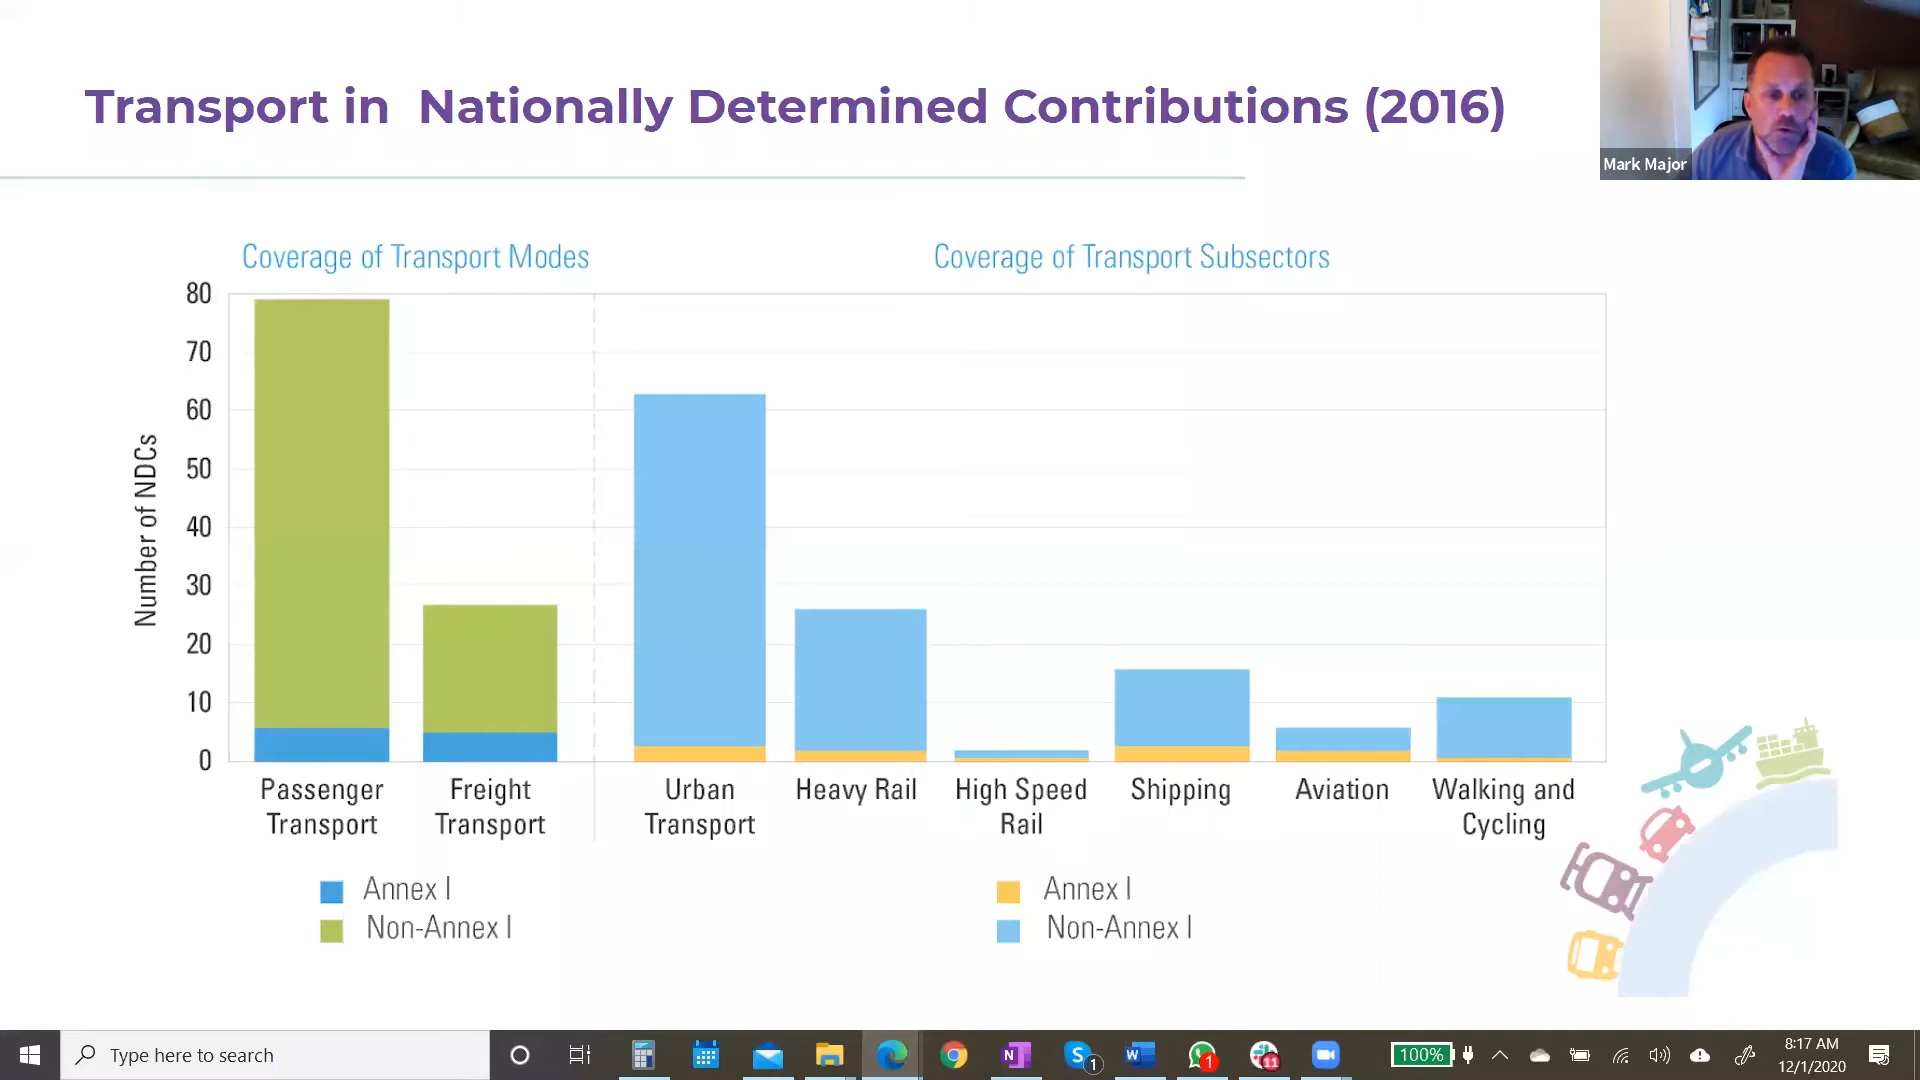 Transport in  Nationally Determined Contributions (2016)
Mark Major
Coverage of Transport Modes
Coverage of Transport Subsectors
Number of NDCs
80
70
60
50
40
30
20
10
0
Passenger
Transport
Freight
Transport
Urban
Transport
Heavy Rail
High Speed
Rail
Shipping
Aviation
Walking and
Cycling
Annex I
Non-Annex I
Annex I
Non-Annex I
Type here to search
N
S
1
W
1
11
100%
8:17 AM
12/1/2020